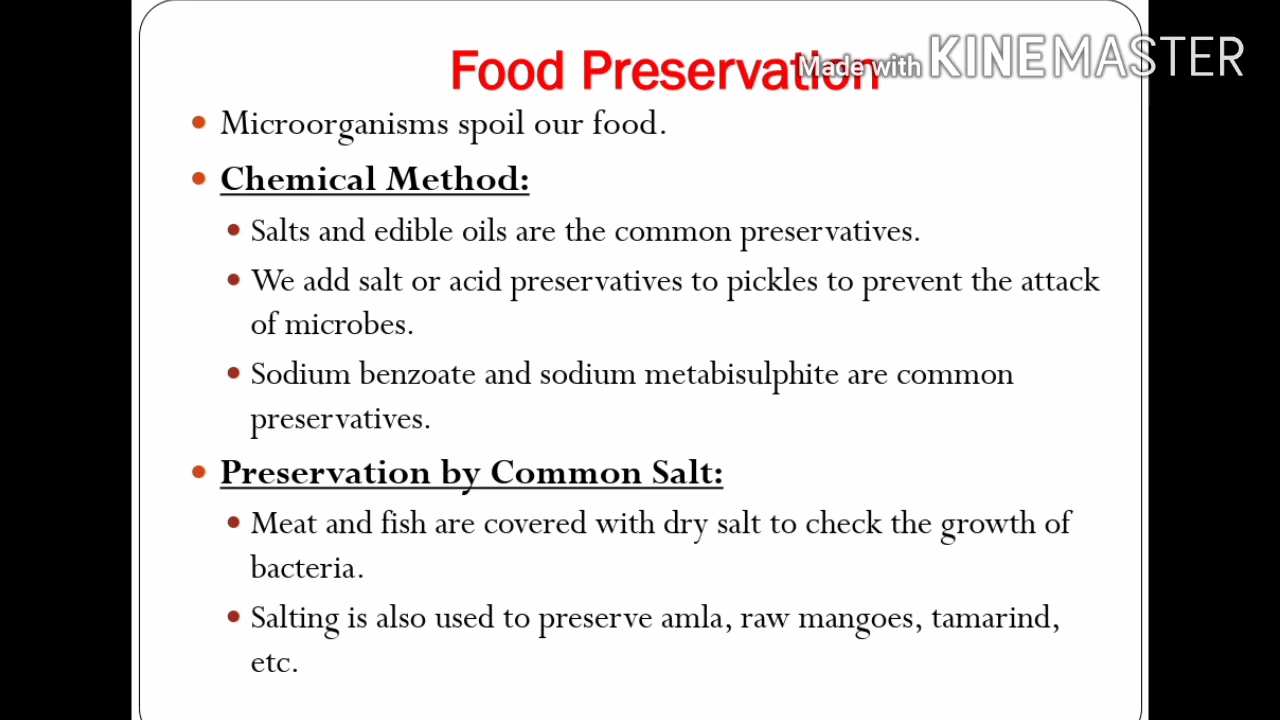 Food Preservation
Made with KINEMASTER
• Microorganisms spoil our food.
• Chemical Method:
• Salts and edible oils are the common preservatives.
• We add salt or acid preservatives to pickles to prevent the attack
of microbes.
• Sodium benzoate and sodium metabisulphite are common
preservatives.
• Preservation by Common Salt:
• Meat and fish are covered with dry salt to check the growth of
bacteria.
• Salting is also used to preserve amla, raw mangoes, tamarind,
etc.